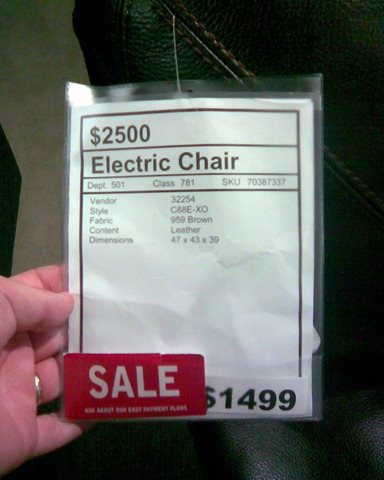 $2500
Electric Chair
Dept. 501 Class 781 SKU 70387337
Vendor 32254
Style C88E-XO
Fabric 959 Brown
Content Leather
Dimensions 47 x 43 x 39
SALE
ASK ABOUT OUR EASY PAYMENT PLANS
$1499